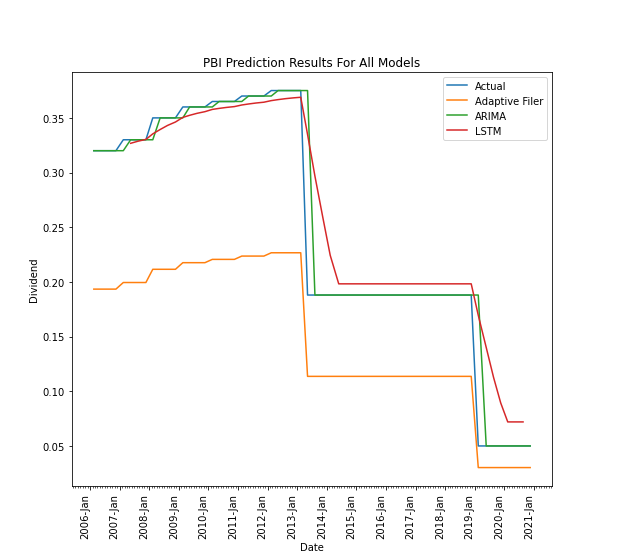 PBI Prediction Results For All Models
Actual
Adaptive Filer
ARIMA
LSTM
Dividend
0.35
0.30
0.25
0.20
0.15
0.10
0.05
2006-Jan
2007-Jan
2008-Jan
2009-Jan
2010-Jan
2011-Jan
2012-Jan
2013-Jan
2014-Jan
2015-Jan
2016-Jan
2017-Jan
2018-Jan
2019-Jan
2020-Jan
2021-Jan
Date